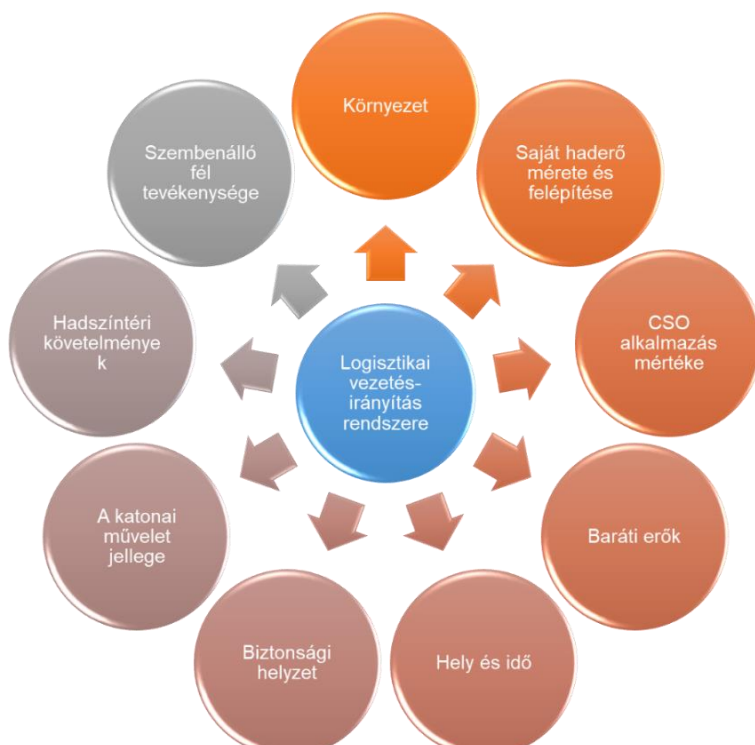 Környezet
Saját haderő
mérete és
felépítése
CSO
alkalmazás
mértéke
Baráti erők
Hely és idő
Biztonsági
helyzet
A katonai
művelet
jellege
Hadszíntéri
követelménye
k
Szembenálló
fél
tevékenysége
Logisztikai
vezetés-
irányítás
rendszere